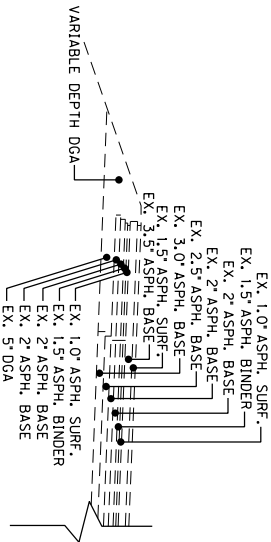 VARIABLE DEPTH DGA
EX. 1.0" ASPH. SURF.
EX. 1.5" ASPH. BINDER
EX. 2" ASPH. BASE
EX. 2" ASPH. BASE
EX. 2.5" ASPH. BASE
EX. 3.0" ASPH. BASE
EX. 1.5" ASPH. SURF.
EX. 3.5" ASPH. BASE
EX. 1.0" ASPH. SURF.
EX. 1.5" ASPH. BINDER
EX. 2" ASPH. BASE
EX. 2" ASPH. BASE
EX. 5" DGA